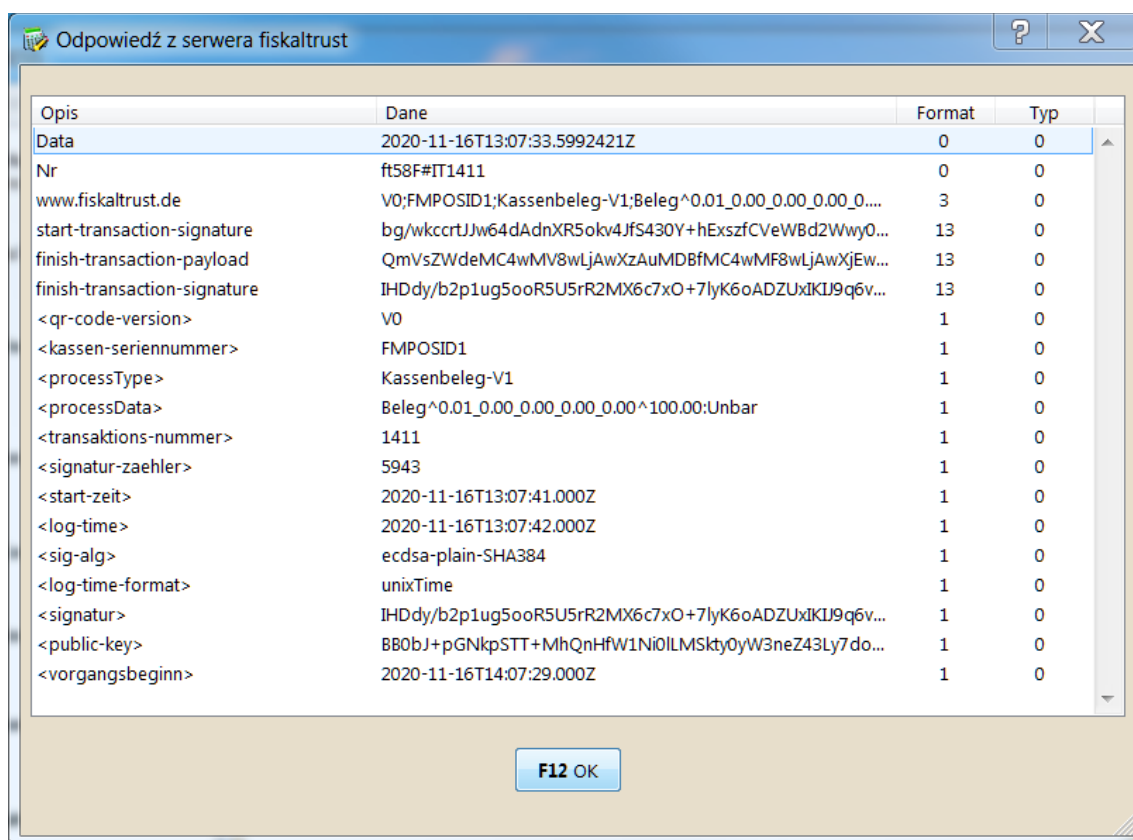 Odpowiedź z serwera fiskaltrust
Opis Dane Format Typ
Data 2020-11-16T13:07:33.5992421Z 0 0
Nr ft58F#IT1411 0 0
www.fiskaltrust.de V0;FMPOSID1;Kassenbeleg-V1;Beleg^0.01_0.00_0.00_0.00_0.... 3 0
start-transaction-signature bg/wkccrtJJw64dAdnXR5okv4JfS430Y+hExszfCVeWBd2Wwy0... 13 0
finish-transaction-payload QmVsZWdeMC4wMV8wLjAwXzAuMDBfMC4wMF8wLjAwXjEw... 13 0
finish-transaction-signature IHDdy/b2p1ug5ooR5U5rR2MX6c7xO+7lyK6oADZUxIKIJ9q6v... 13 0
<qr-code-version> V0 1 0
<kassen-seriennummer> FMPOSID1 1 0
<processType> Kassenbeleg-V1 1 0
<processData> Beleg^0.01_0.00_0.00_0.00_0.00^100.00:Unbar 1 0
<transaktions-nummer> 1411 1 0
<signatur-zaehler> 5943 1 0
<start-zeit> 2020-11-16T13:07:41.000Z 1 0
<log-time> 2020-11-16T13:07:42.000Z 1 0
<sig-alg> ecdsa-plain-SHA384 1 0
<log-time-format> unixTime 1 0
<signatur> IHDdy/b2p1ug5ooR5U5rR2MX6c7xO+7lyK6oADZUxIKIJ9q6v... 1 0
<public-key> BB0bJ+pGNkpSTT+MhQnHfW1Ni0lLMSkty0yW3neZ43Ly7do... 1 0
<vorgangsbeginn> 2020-11-16T14:07:29.000Z 1 0
F12 OK